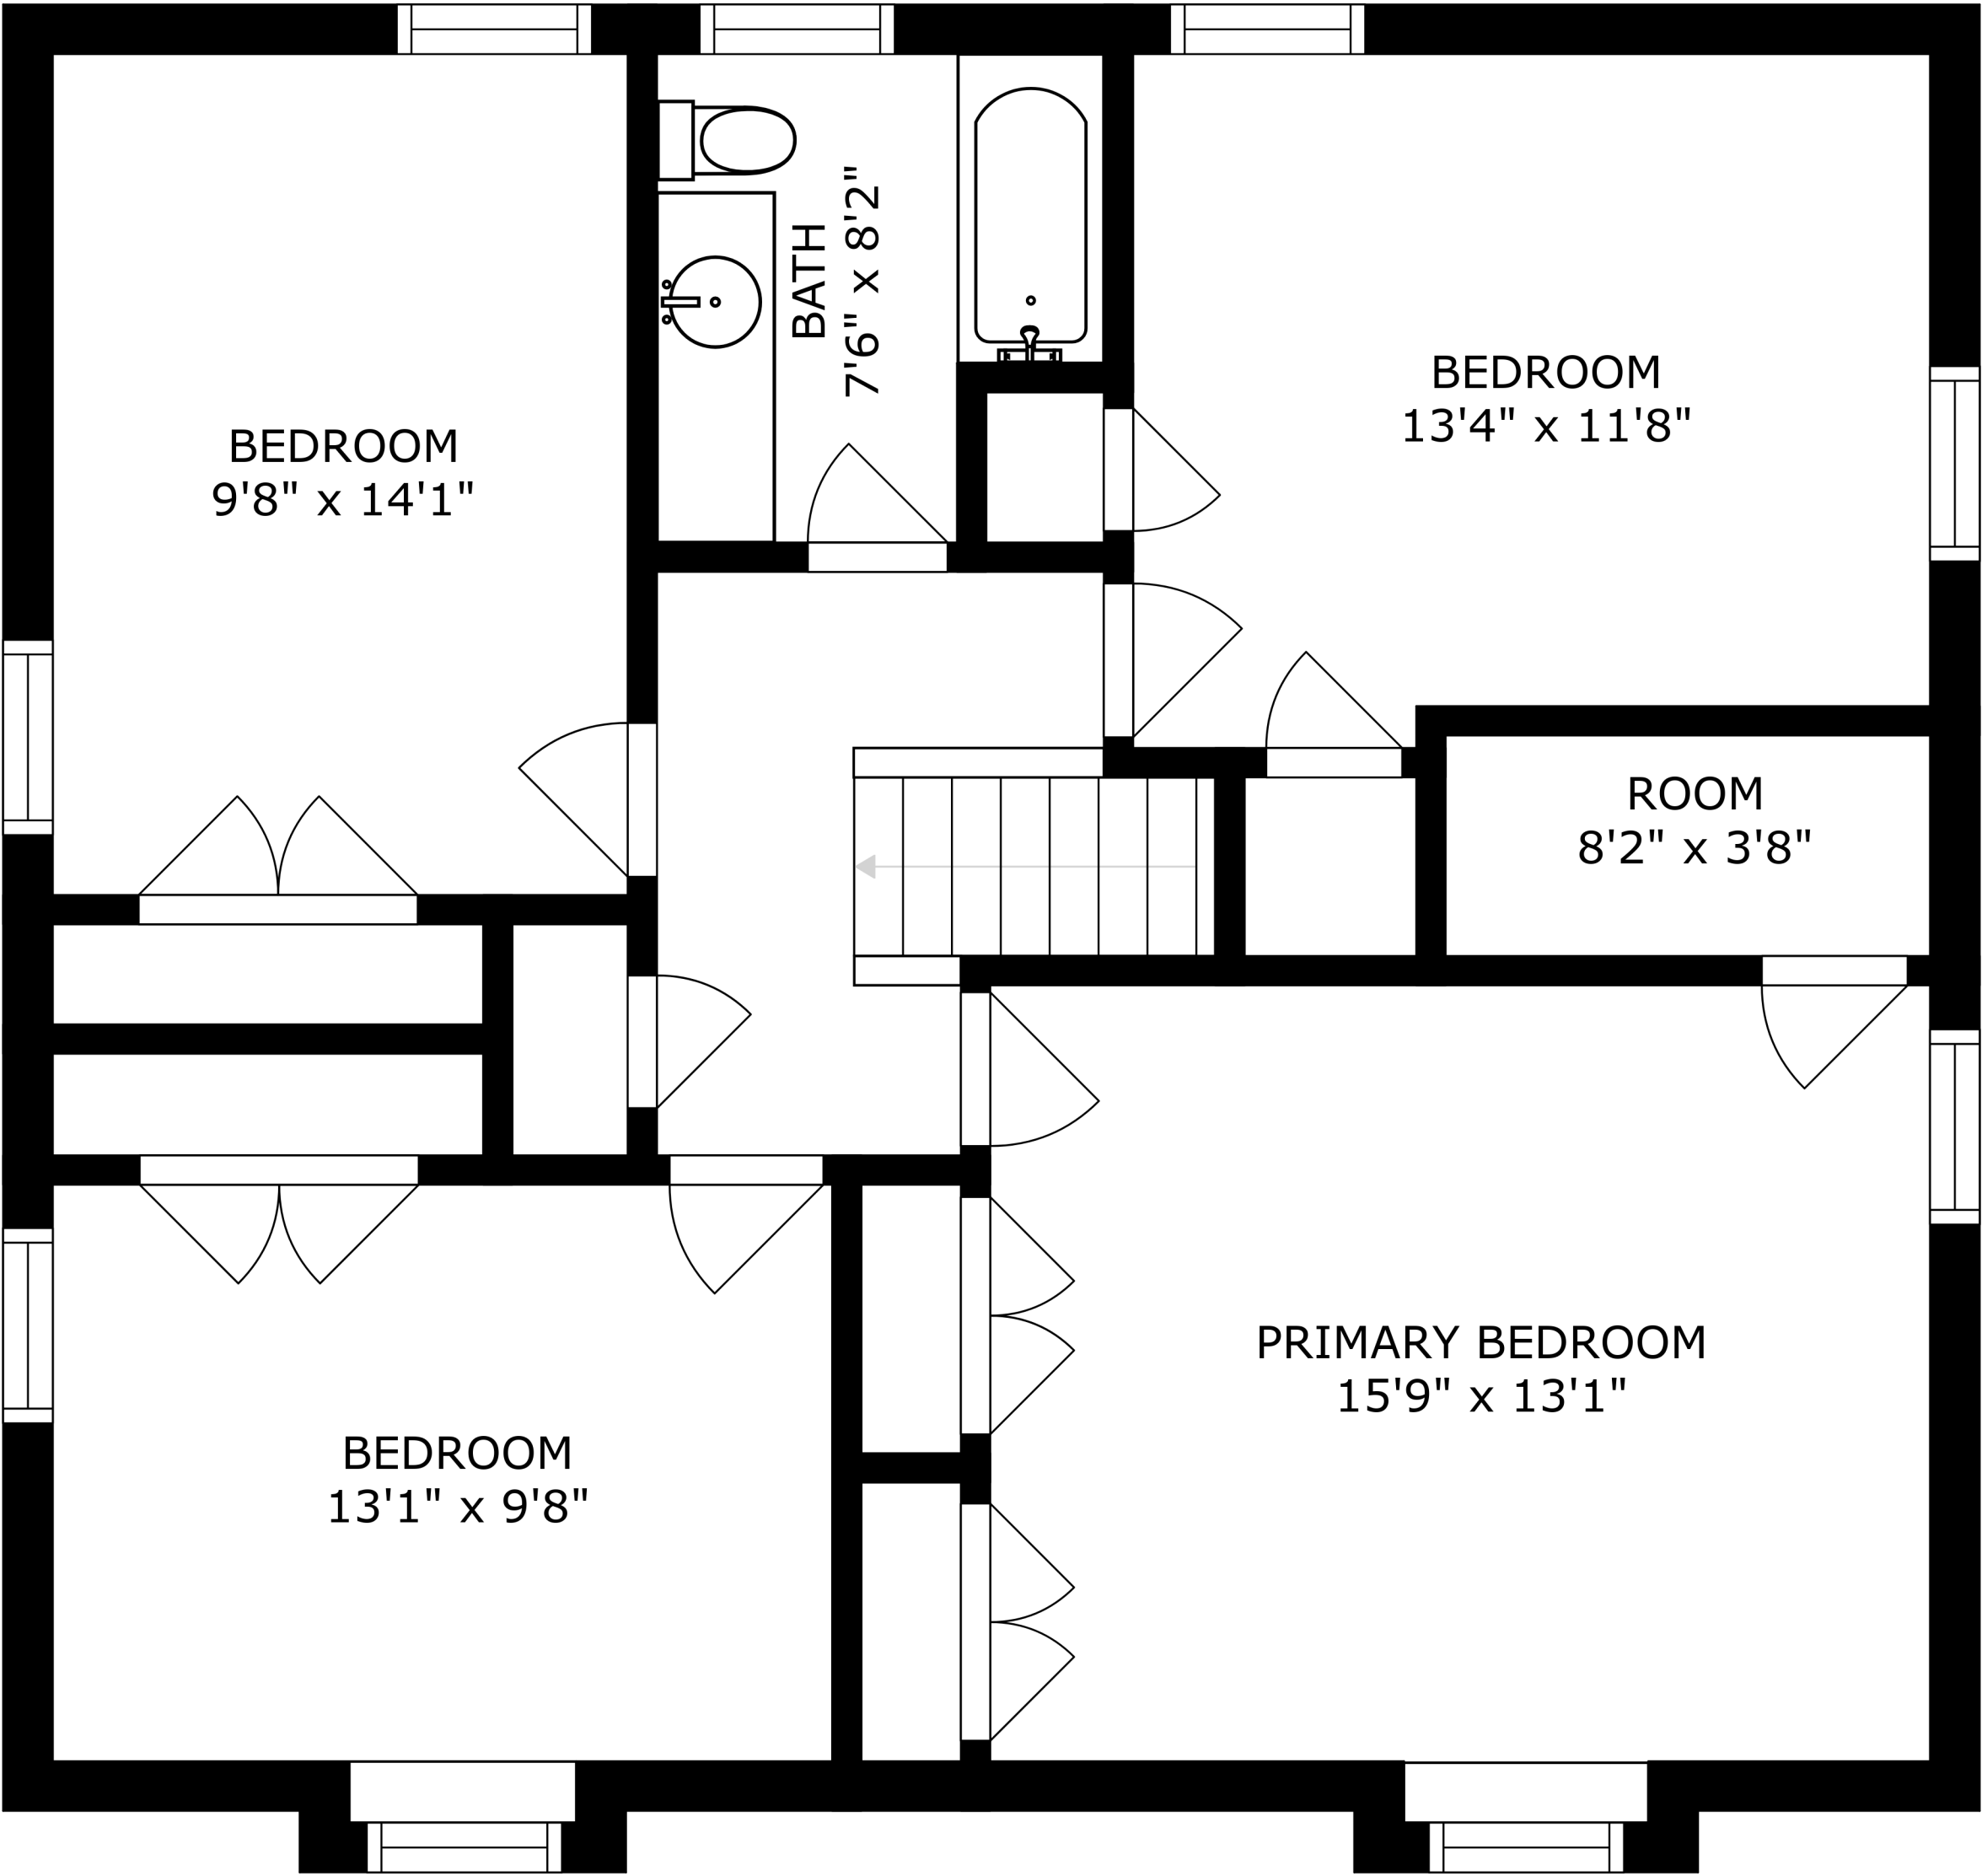 BATH
7'6" x 8'2"
BEDROOM
13'4" x 11'8"
BEDROOM
9'8" x 14'1"
ROOM
8'2" x 3'8"
PRIMARY BEDROOM
15'9" x 13'1"
BEDROOM
13'1" x 9'8"